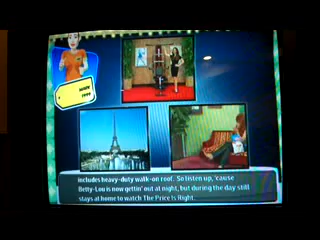 includes heavy-duty walk-on roof. So listen up, 'cause
Betty-Lou is now gettin' out at night, but during the day still
stays at home to watch The Price Is Right.